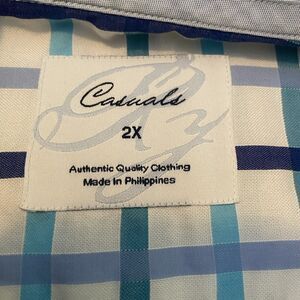 Casuals
2X
Authentic Quality Clothing
Made In Philippines